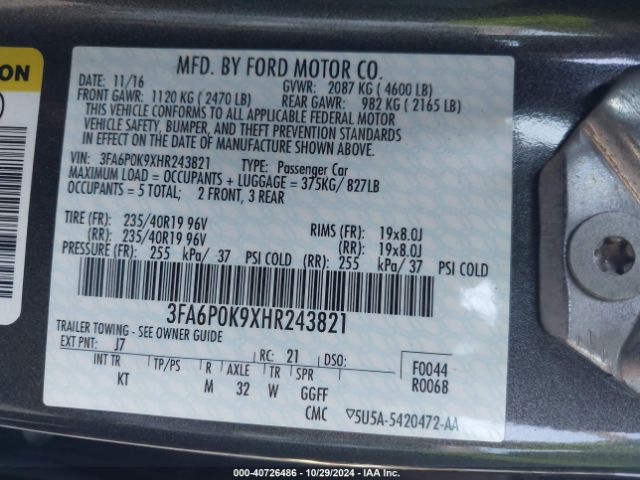 ON
MFD. BY FORD MOTOR CO.
DATE: 11/16 GVWR: 2087 KG ( 4600 LB)
FRONT GAWR: 1120 KG ( 2470 LB) REAR GAWR: 982 KG ( 2165 LB)
THIS VEHICLE CONFORMS TO ALL APPLICABLE FEDERAL MOTOR
VEHICLE SAFETY, BUMPER, AND THEFT PREVENTION STANDARDS
IN EFFECT ON THE DATE OF MANUFACTURE SHOWN ABOVE.
VIN: 3FA6P0K9XHR243821 TYPE: Passenger Car
MAXIMUM LOAD = OCCUPANTS + LUGGAGE = 375KG/ 827LB
OCCUPANTS = 5 TOTAL; 2 FRONT, 3 REAR
TIRE (FR): 235/40R19 96V RIMS (FR): 19x8.0J
(RR): 235/40R19 96V (RR): 19x8.0J
PRESSURE (FR): 255 kPa/ 37 PSI COLD (RR): 255 kPa/ 37 PSI COLD
3FA6P0K9XHR243821
TRAILER TOWING - SEE OWNER GUIDE
EXT PNT: J7 RC: 21 DSO: F0044
INT TR TP/PS R AXLE TR SPR R0068
KT M 32 W GGFF
CMC 5U5A-5420472-AA
000-40726486 - 10/29/2024 - IAA Inc.